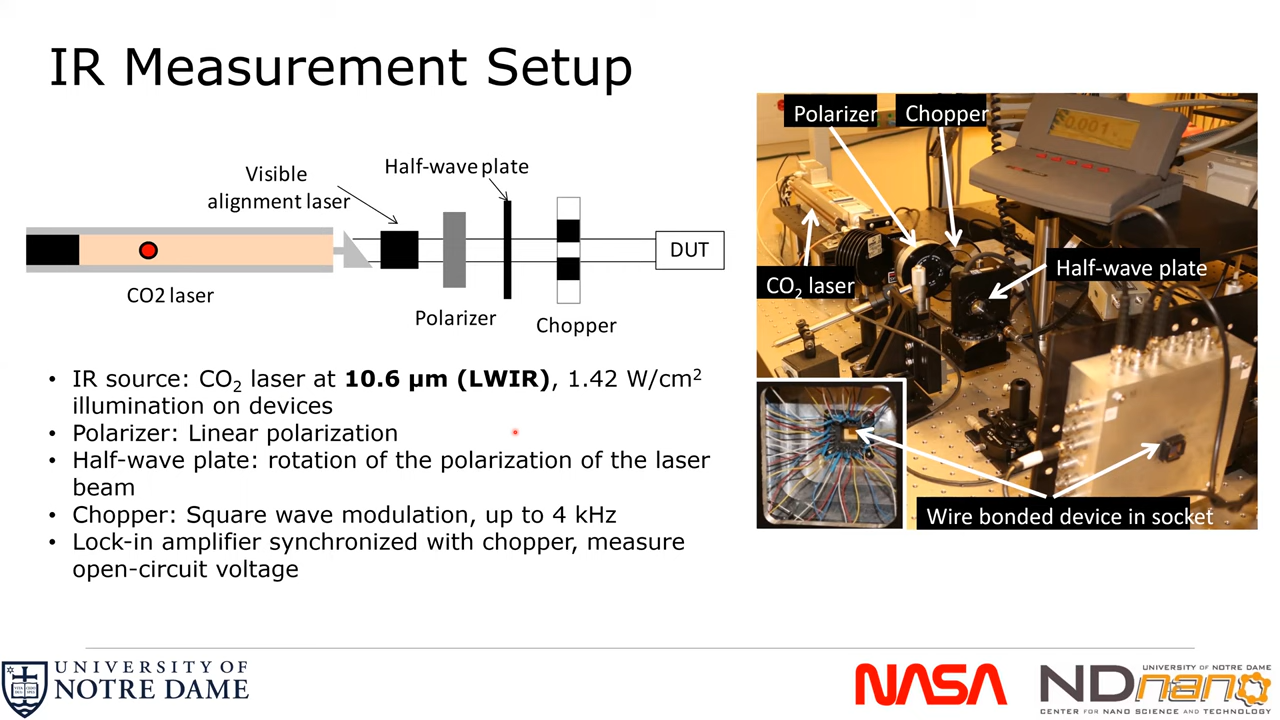 IR Measurement Setup
Visible
alignment laser
Half-wave plate
DUT
CO2 laser
Polarizer
Chopper
• IR source: CO₂ laser at 10.6 μm (LWIR), 1.42 W/cm²
illumination on devices
• Polarizer: Linear polarization
• Half-wave plate: rotation of the polarization of the laser
beam
• Chopper: Square wave modulation, up to 4 kHz
• Lock-in amplifier synchronized with chopper, measure
open-circuit voltage
Polarizer
Chopper
CO₂ laser
Half-wave plate
Wire bonded device in socket
UNIVERSITY OF
NOTRE DAME
NASA
UNIVERSITY OF NOTRE DAME
NDnano
CENTER FOR NANO SCIENCE AND TECHNOLOGY